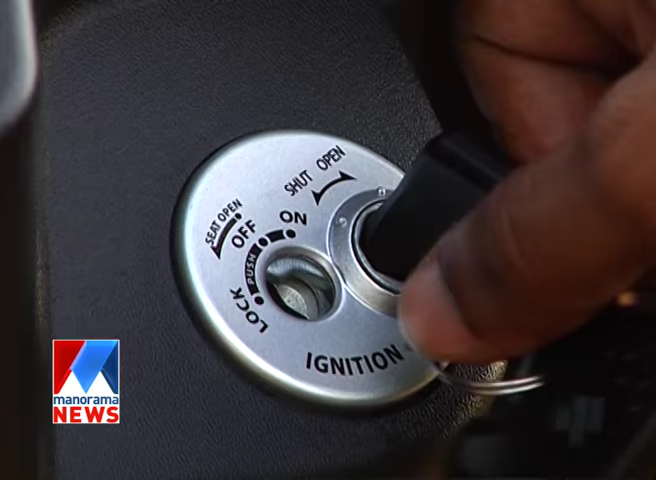 SHUT OPEN
SEAT OPEN
OFF
ON
PUSH
LOCK
IGNITION
manorama
NEWS